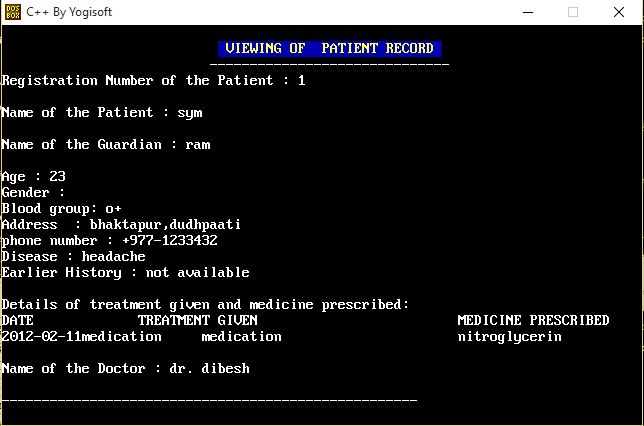 DOS BOX C++ By Yogisoft
VIEWING OF  PATIENT RECORD
------------------------------
Registration Number of the Patient : 1
Name of the Patient : sym
Name of the Guardian : ram
Age : 23
Gender :
Blood group: o+
Address  : bhaktapur,dudhpaati
phone number : +977-1233432
Disease : headache
Earlier History : not available
Details of treatment given and medicine prescribed:
DATE             TREATMENT GIVEN                         MEDICINE PRESCRIBED
2012-02-11medication     medication                      nitroglycerin
Name of the Doctor : dr. dibesh
____________________________________________________